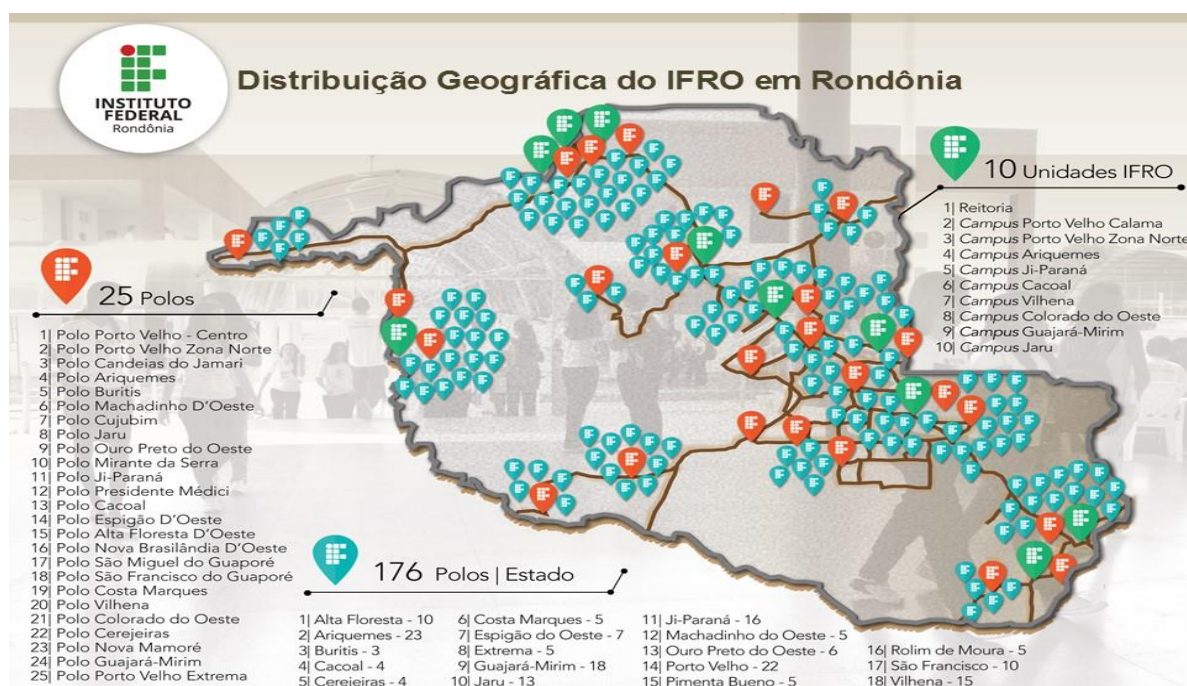 INSTITUTO
FEDERAL
Rondônia
Distribuição Geográfica do IFRO em Rondônia
10 Unidades IFRO
1| Reitoria
2| Campus Porto Velho Calama
3| Campus Porto Velho Zona Norte
4| Campus Ariquemes
5| Campus Ji-Paraná
6| Campus Cacoal
7| Campus Vilhena
8| Campus Colorado do Oeste
9| Campus Guajará-Mirim
10| Campus Jaru
25 Polos
1| Polo Porto Velho - Centro
2| Polo Porto Velho Zona Norte
3| Polo Candeias do Jamari
4| Polo Ariquemes
5| Polo Buritis
6| Polo Machadinho D'Oeste
7| Polo Cujubim
8| Polo Jaru
9| Polo Ouro Preto do Oeste
10| Polo Mirante da Serra
11| Polo Ji-Paraná
12| Polo Presidente Médici
13| Polo Cacoal
14| Polo Espigão D'Oeste
15| Polo Alta Floresta D'Oeste
16| Polo Nova Brasilândia D'Oeste
17| Polo São Miguel do Guaporé
18| Polo São Francisco do Guaporé
19| Polo Costa Marques
20| Polo Vilhena
21| Polo Colorado do Oeste
22| Polo Cerejeiras
23| Polo Nova Mamoré
24| Polo Guajará-Mirim
25| Polo Porto Velho Extrema
176 Polos | Estado
1| Alta Floresta - 10
2| Ariquemes - 23
3| Buritis - 3
4| Cacoal - 4
5| Cerejeiras - 4
6| Costa Marques - 5
7| Espigão do Oeste - 7
8| Extrema - 5
9| Guajará-Mirim - 18
10| Jaru - 13
11| Ji-Paraná - 16
12| Machadinho do Oeste - 5
13| Ouro Preto do Oeste - 6
14| Porto Velho - 22
15| Pimenta Bueno - 5
16| Rolim de Moura - 5
17| São Francisco - 10
18| Vilhena - 15